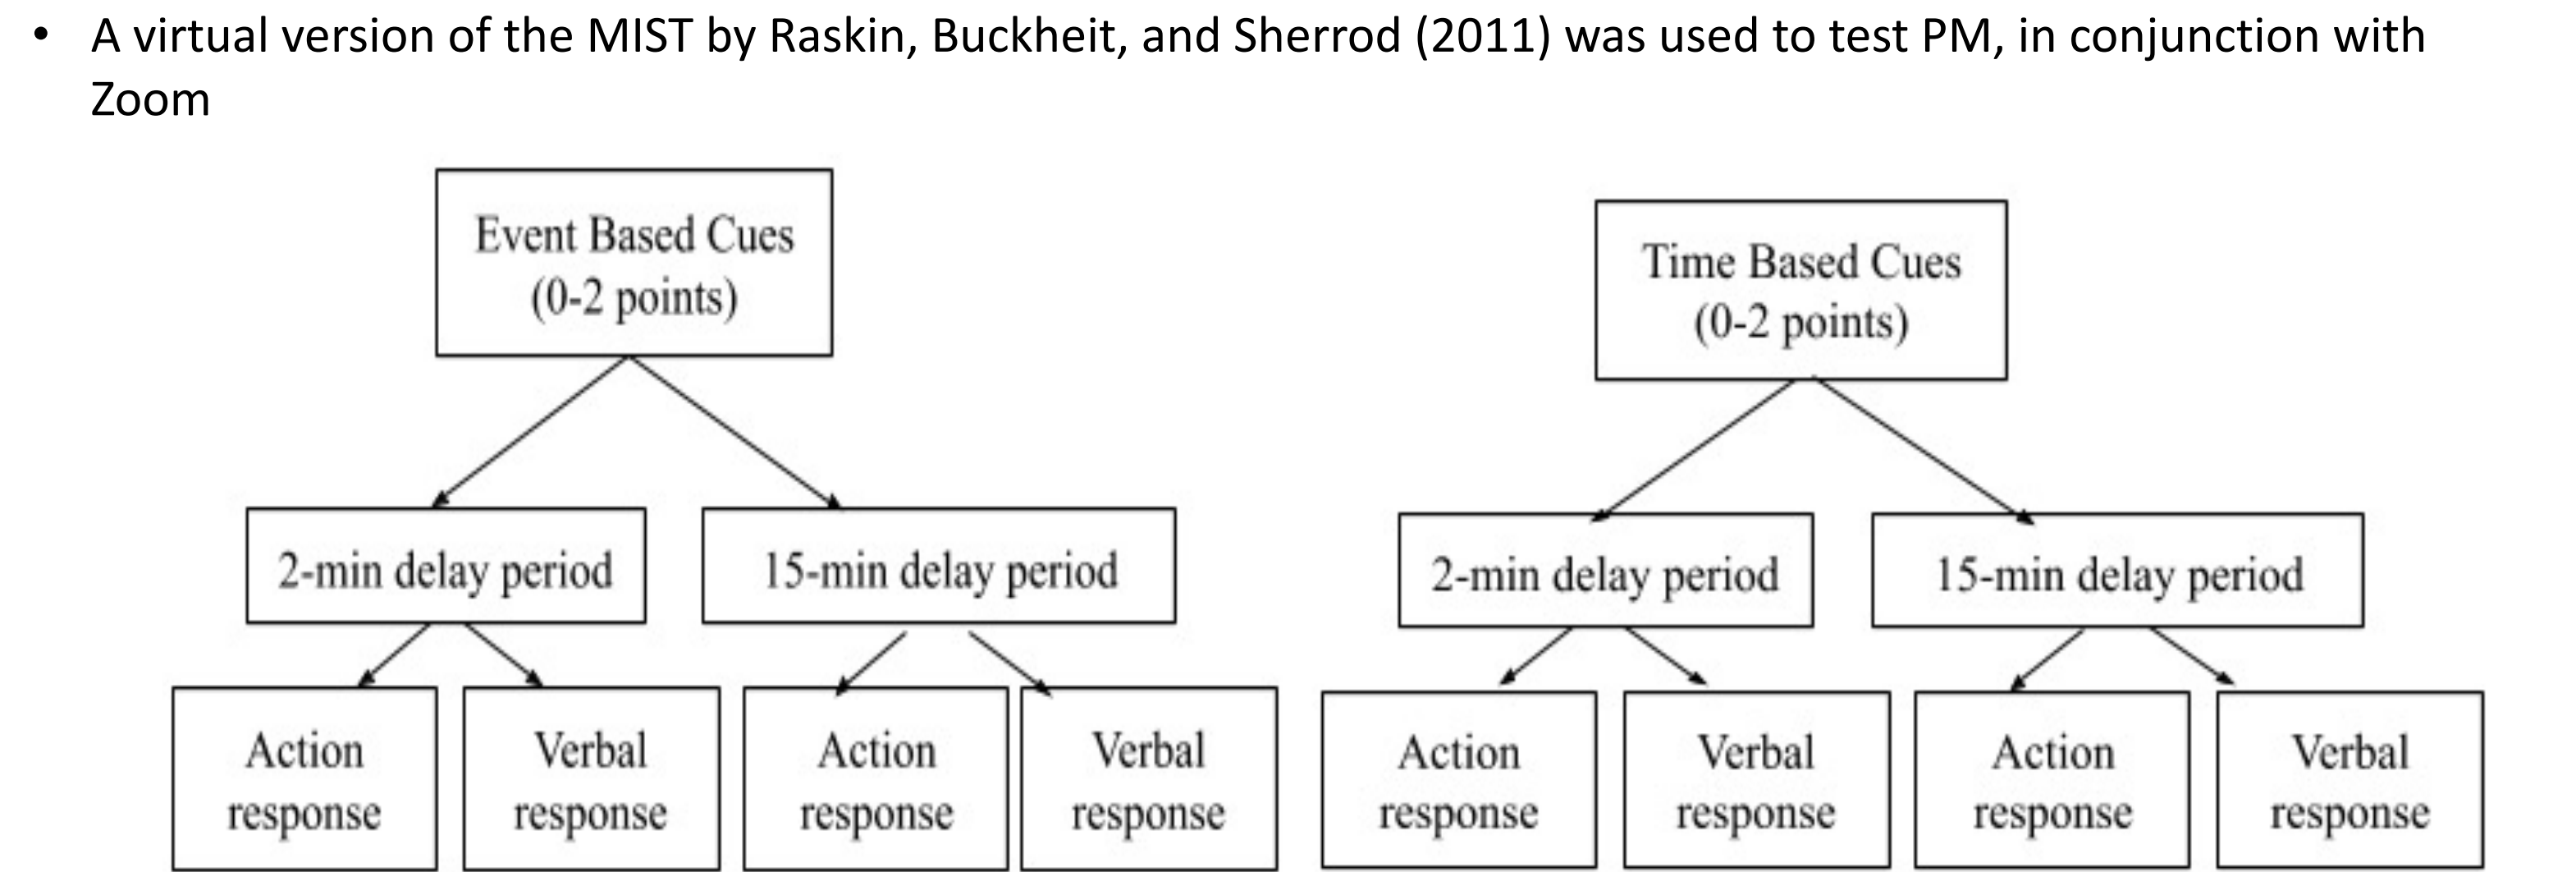 • A virtual version of the MIST by Raskin, Buckheit, and Sherrod (2011) was used to test PM, in conjunction with
Zoom
Event Based Cues
(0-2 points)
2-min delay period
15-min delay period
Action
response
Verbal
response
Action
response
Verbal
response
Time Based Cues
(0-2 points)
2-min delay period
15-min delay period
Action
response
Verbal
response
Action
response
Verbal
response